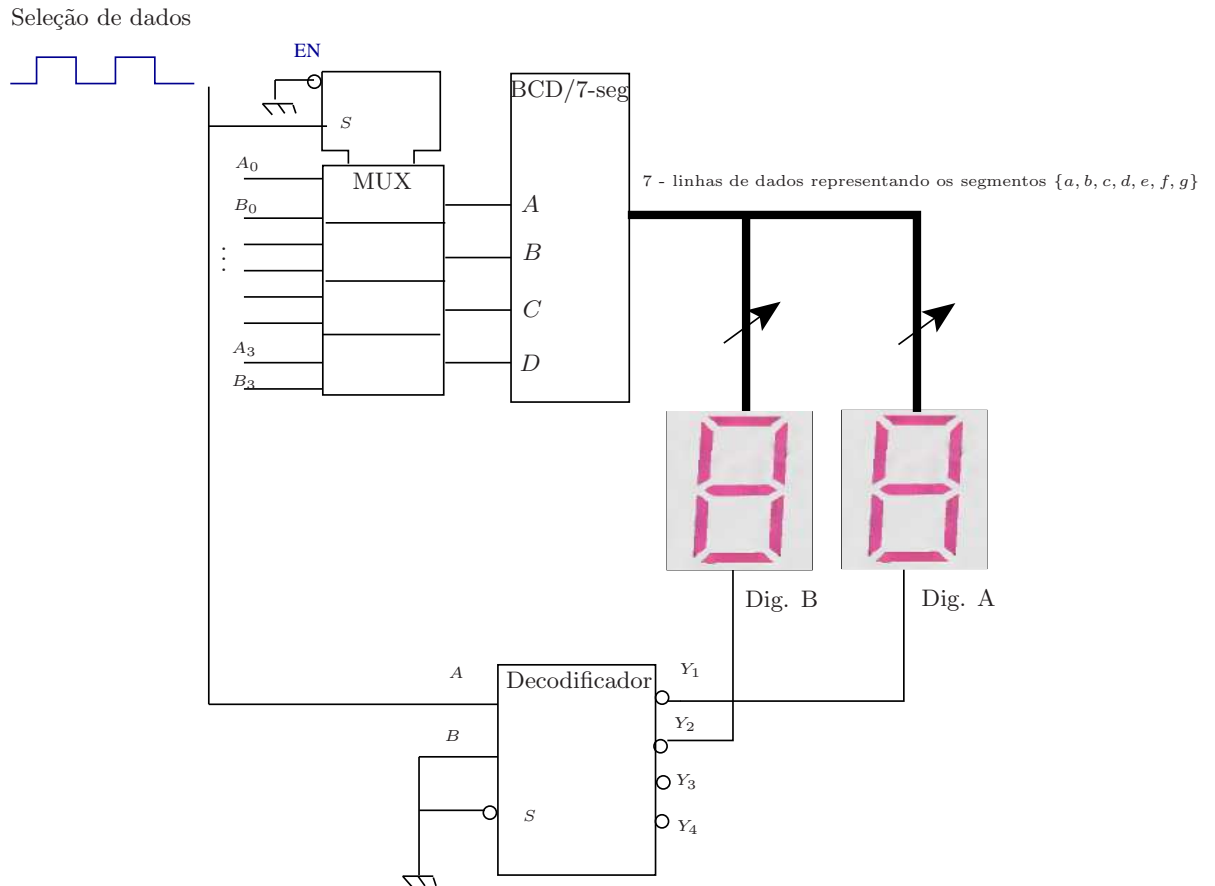 Seleção de dados
EN
S
BCD/7-seg
A₀
MUX
7 - linhas de dados representando os segmentos {a, b, c, d, e, f, g}
B₀
A
⋮
B
C
A₃
D
B₃
Dig. B
Dig. A
A
Decodificador
Y₁
B
Y₂
Y₃
S
Y₄